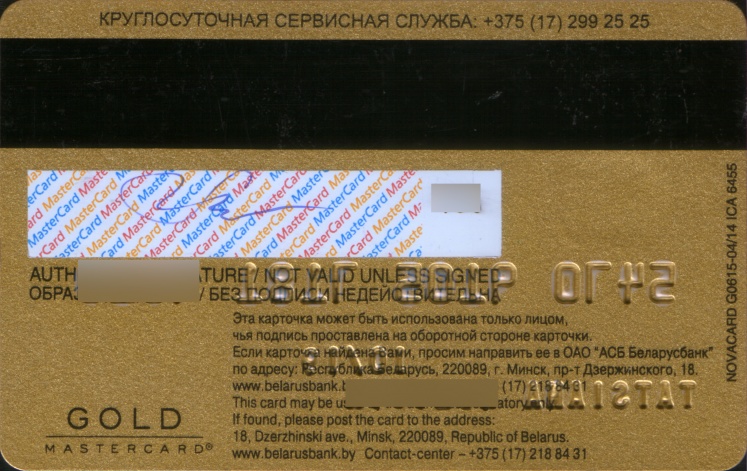 КРУГЛОСУТОЧНАЯ СЕРВИСНАЯ СЛУЖБА: +375 (17) 299 25 25
NOVACARD G0615-04/14 ICA 6455
MasterCard MasterCard MasterCard MasterCard
AUTH TURE / NOT VALID UNLESS SIGNED
ОБРАЗ / БЕЗ ПОДПИСИ НЕДЕЙСТВИТЕЛЬНА
Эта карточка может быть использована только лицом,
чья подпись проставлена на оборотной стороне карточки.
Если карточка найдена Вами, просим направить ее в ОАО "АСБ Беларусбанк"
по адресу: Республика Беларусь, 220089, г. Минск, пр-т Дзержинского, 18.
www.belarusbank.b (17) 218 84 31
This card may be us atory only.
If found, please post the card to the address:
18, Dzerzhinski ave., Minsk, 220089, Republic of Belarus.
www.belarusbank.by Contact-center – +375 (17) 218 84 31
GOLD
MASTERCARD®